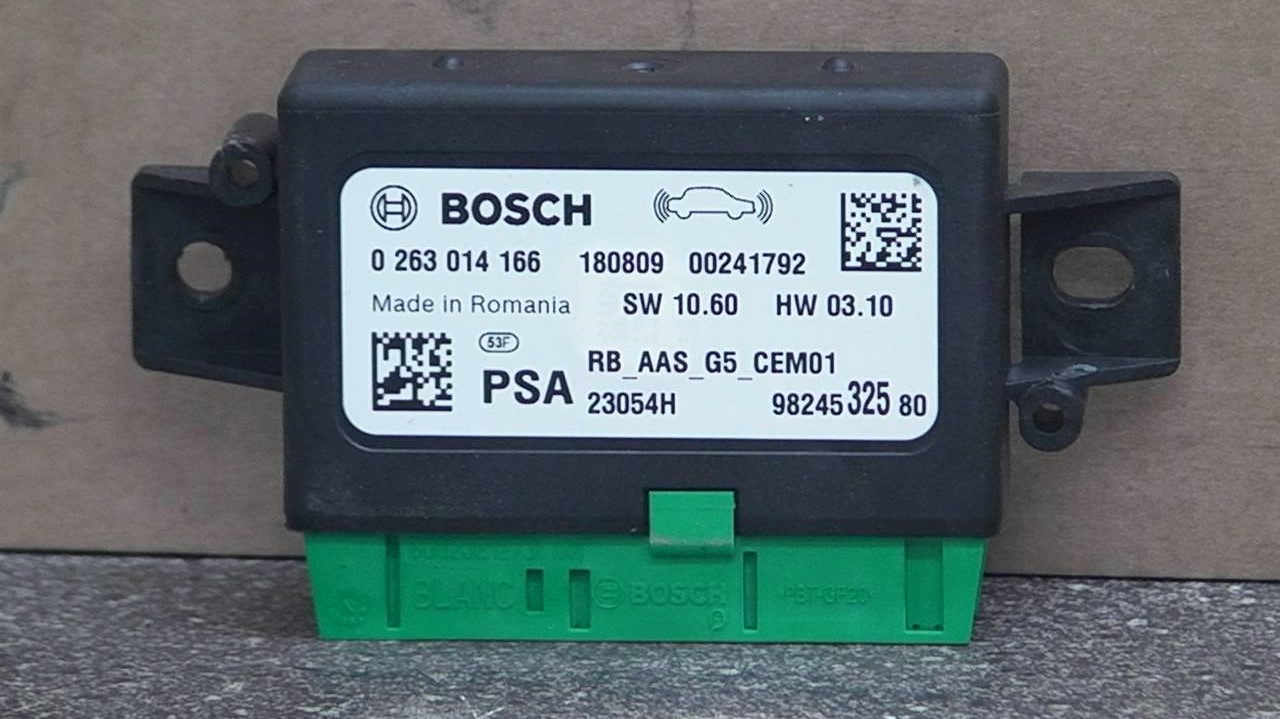 BOSCH
0 263 014 166 180809 00241792
Made in Romania SW 10.60 HW 03.10
53F
PSA RB_AAS_G5_CEM01
23054H 98245 325 80
BLANC BOSCH